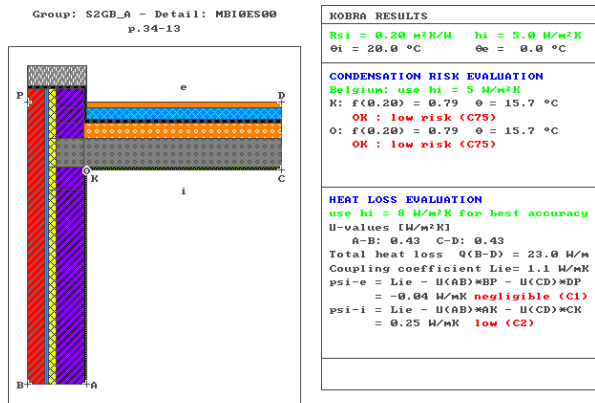 Group: S2GB_A - Detail: MBI0ES00
p.34-13
P
e
D
O
K
C
i
B
A
KOBRA RESULTS
Rsi = 0.20 m²K/W hi = 5.0 W/m²K
θi = 20.0 ºC θe = 0.0 ºC
CONDENSATION RISK EVALUATION
Belgium: use hi = 5 W/m²K
K: f(0.20) = 0.79 θ = 15.7 ºC
OK : low risk (C75)
O: f(0.20) = 0.79 θ = 15.7 ºC
OK : low risk (C75)
HEAT LOSS EVALUATION
use hi = 8 W/m²K for best accuracy
U-values [W/m²K]
A-B: 0.43 C-D: 0.43
Total heat loss Q(B-D) = 23.0 W/m
Coupling coefficient Lie= 1.1 W/mK
psi-e = Lie - U(AB)*BP - U(CD)*DP
= -0.04 W/mK negligible (C1)
psi-i = Lie - U(AB)*AK - U(CD)*CK
= 0.25 W/mK low (C2)